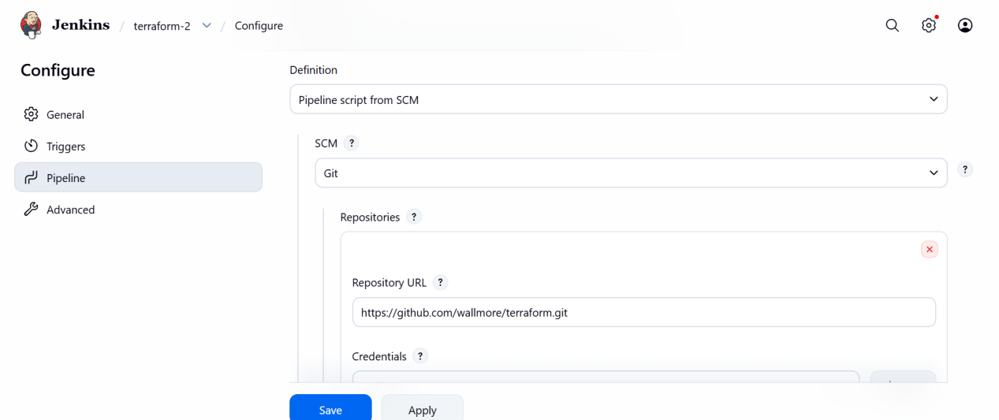 Jenkins / terraform-2 / Configure
Configure
General
Triggers
Pipeline
Advanced
Definition
Pipeline script from SCM
SCM ?
Git
?
Repositories ?
Repository URL ?
https://github.com/wallmore/terraform.git
Credentials ?
Save Apply